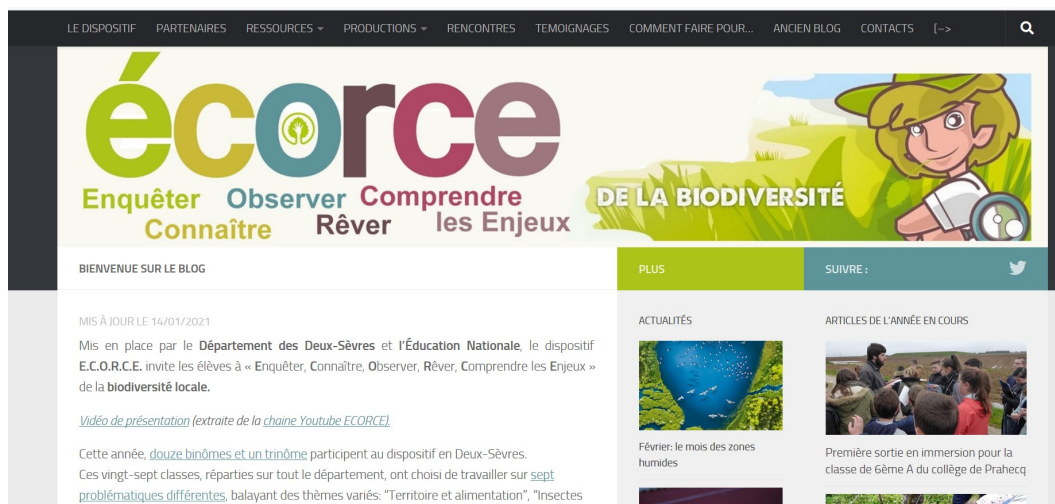 LE DISPOSITIF PARTENAIRES RESSOURCES PRODUCTIONS RENCONTRES TEMOIGNAGES COMMENT FAIRE POUR... ANCIEN BLOG CONTACTS [–>
écorce
Enquêter Observer Comprendre
Connaître Rêver les Enjeux
DE LA BIODIVERSITÉ
BIENVENUE SUR LE BLOG
MIS À JOUR LE 14/01/2021
Mis en place par le Département des Deux-Sèvres et l'Éducation Nationale, le dispositif
E.C.O.R.C.E. invite les élèves à « Enquêter, Connaître, Observer, Rêver, Comprendre les Enjeux »
de la biodiversité locale.
Vidéo de présentation (extraite de la chaine Youtube ECORCE).
Cette année, douze binômes et un trinôme participent au dispositif en Deux-Sèvres.
Ces vingt-sept classes, réparties sur tout le département, ont choisi de travailler sur sept
problématiques différentes, balayant des thèmes variés: "Territoire et alimentation", "Insectes
PLUS
ACTUALITÉS
Février: le mois des zones
humides
SUIVRE :
ARTICLES DE L'ANNÉE EN COURS
Première sortie en immersion pour la
classe de 6ème A du collège de Prahecq